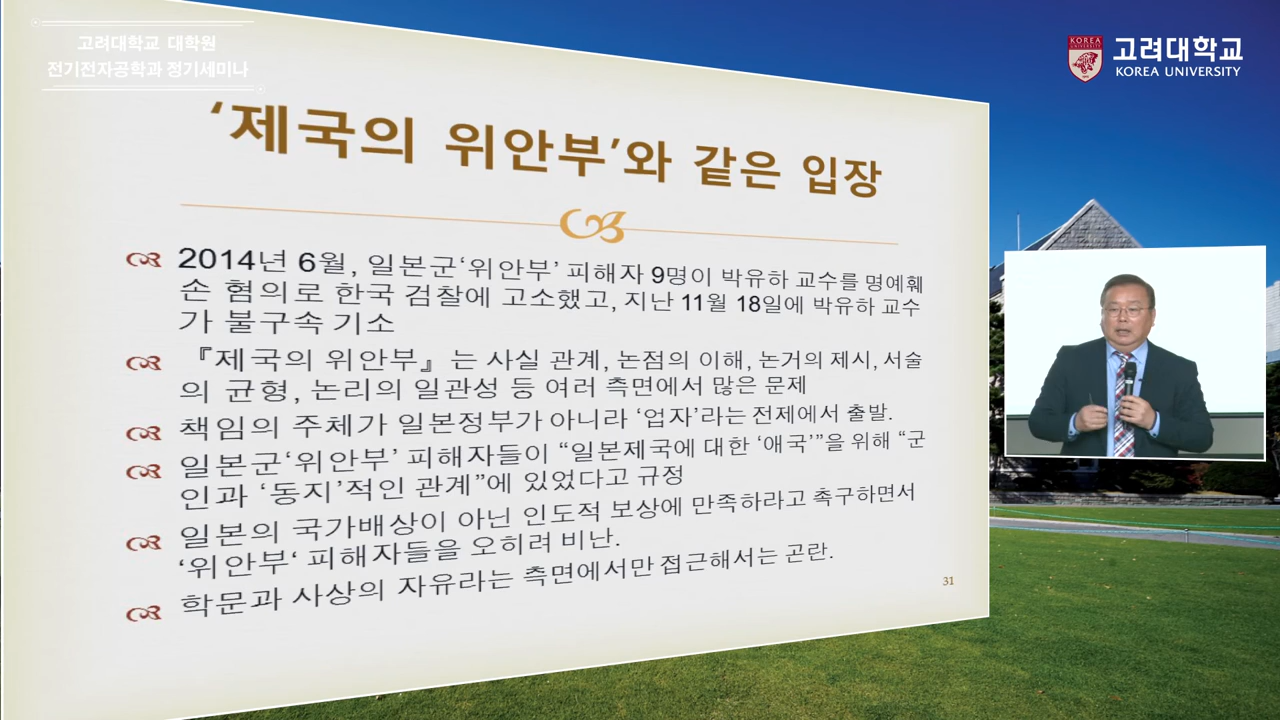 고려대학교 대학원
전기전자공학과 정기세미나
고려대학교
KOREA UNIVERSITY
KOREA
‘제국의 위안부’와 같은 입장
2014년 6월, 일본군‘위안부’ 피해자 9명이 박유하 교수를 명예훼
손 혐의로 한국 검찰에 고소했고, 지난 11월 18일에 박유하 교수
가 불구속 기소
『제국의 위안부』는 사실 관계, 논점의 이해, 논거의 제시, 서술
의 균형, 논리의 일관성 등 여러 측면에서 많은 문제
책임의 주체가 일본정부가 아니라 ‘업자’라는 전제에서 출발.
일본군‘위안부’ 피해자들이 “일본제국에 대한 ‘애국’”을 위해 “군
인과 ‘동지’적인 관계”에 있었다고 규정
일본의 국가배상이 아닌 인도적 보상에 만족하라고 촉구하면서
‘위안부‘ 피해자들을 오히려 비난.
학문과 사상의 자유라는 측면에서만 접근해서는 곤란.
31